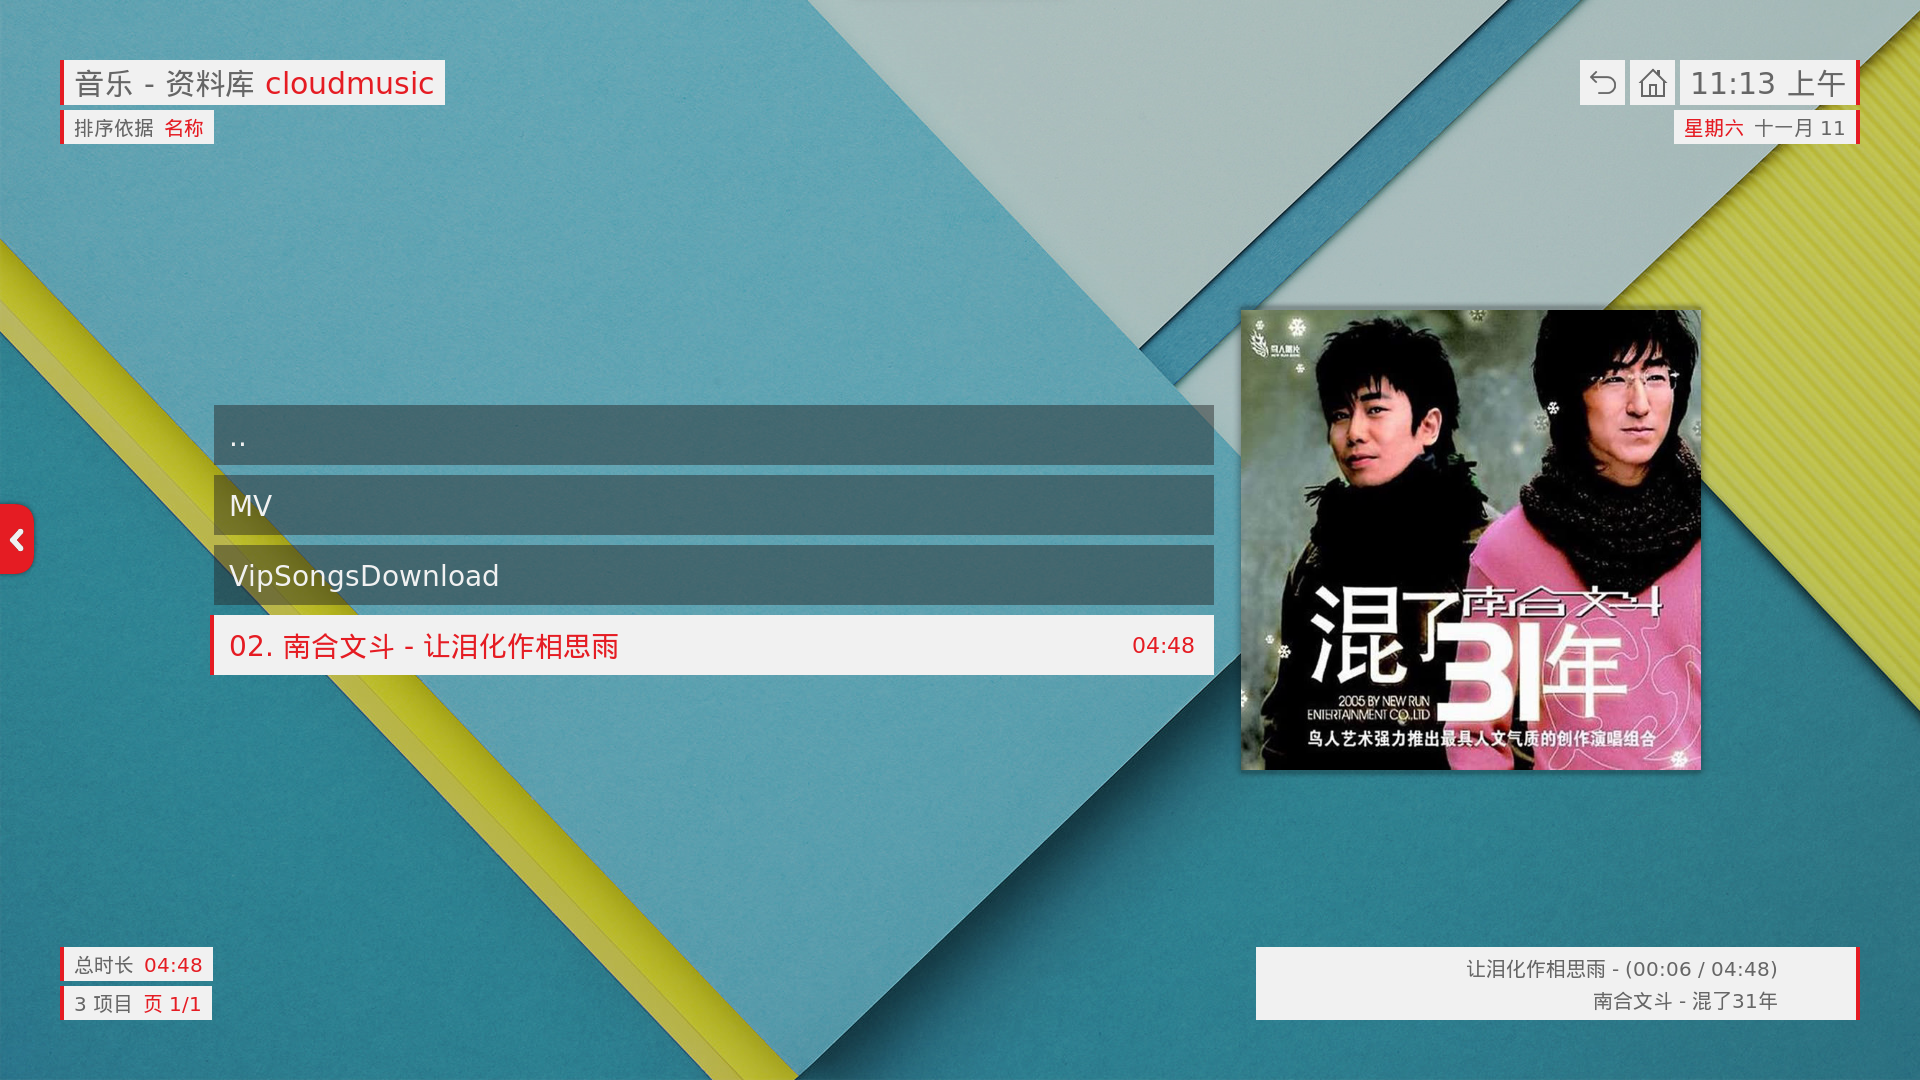 音乐 - 资料库 cloudmusic
排序依据 名称
11:13 上午
星期六 十一月 11
..
MV
VipSongsDownload
02. 南合文斗 - 让泪化作相思雨 04:48
南合文斗
混了31年
2005 BY NEW RUN
ENTERTAINMENT CO.,LTD
鸟人艺术强力推出最具人文气质的创作演唱组合
总时长 04:48
3 项目 页 1/1
让泪化作相思雨 - (00:06 / 04:48)
南合文斗 - 混了31年